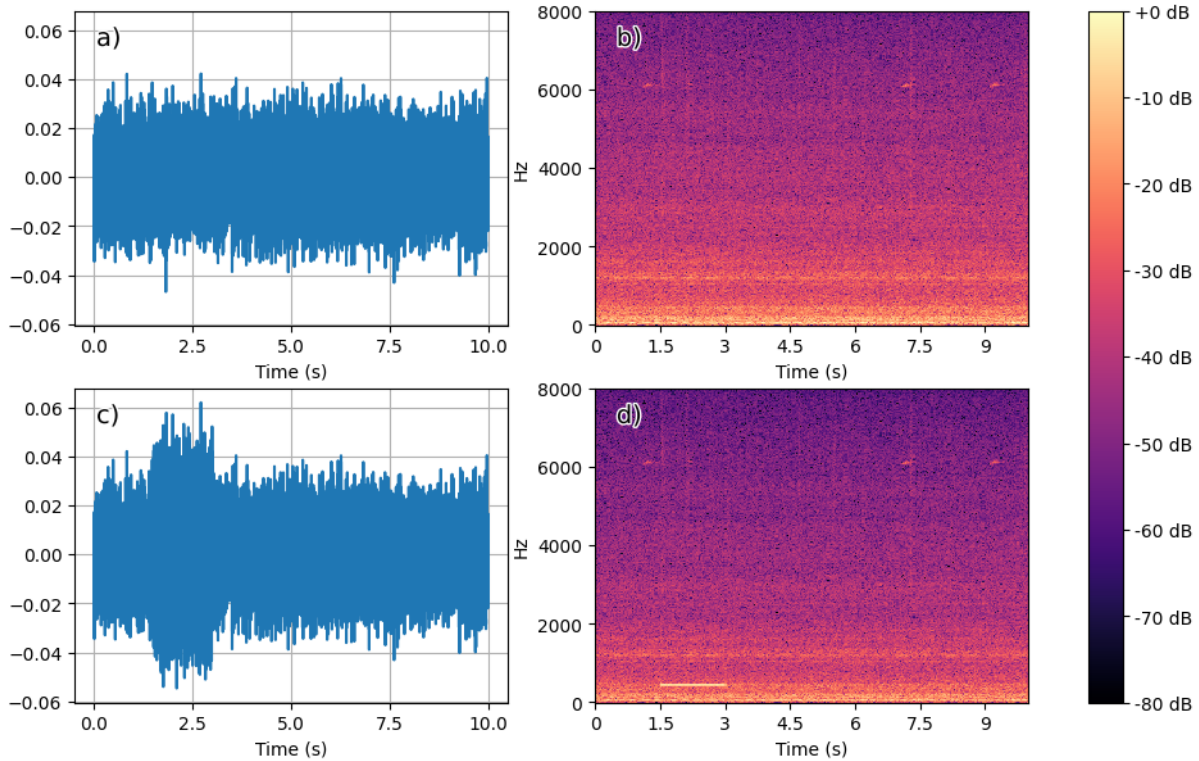 a)
0.06
0.04
0.02
0.00
−0.02
−0.04
−0.06
0.0 2.5 5.0 7.5 10.0
Time (s)
b)
8000
6000
4000
2000
0
Hz
0 1.5 3 4.5 6 7.5 9
Time (s)
c)
0.06
0.04
0.02
0.00
−0.02
−0.04
−0.06
0.0 2.5 5.0 7.5 10.0
Time (s)
d)
8000
6000
4000
2000
0
Hz
0 1.5 3 4.5 6 7.5 9
Time (s)
+0 dB
-10 dB
-20 dB
-30 dB
-40 dB
-50 dB
-60 dB
-70 dB
-80 dB